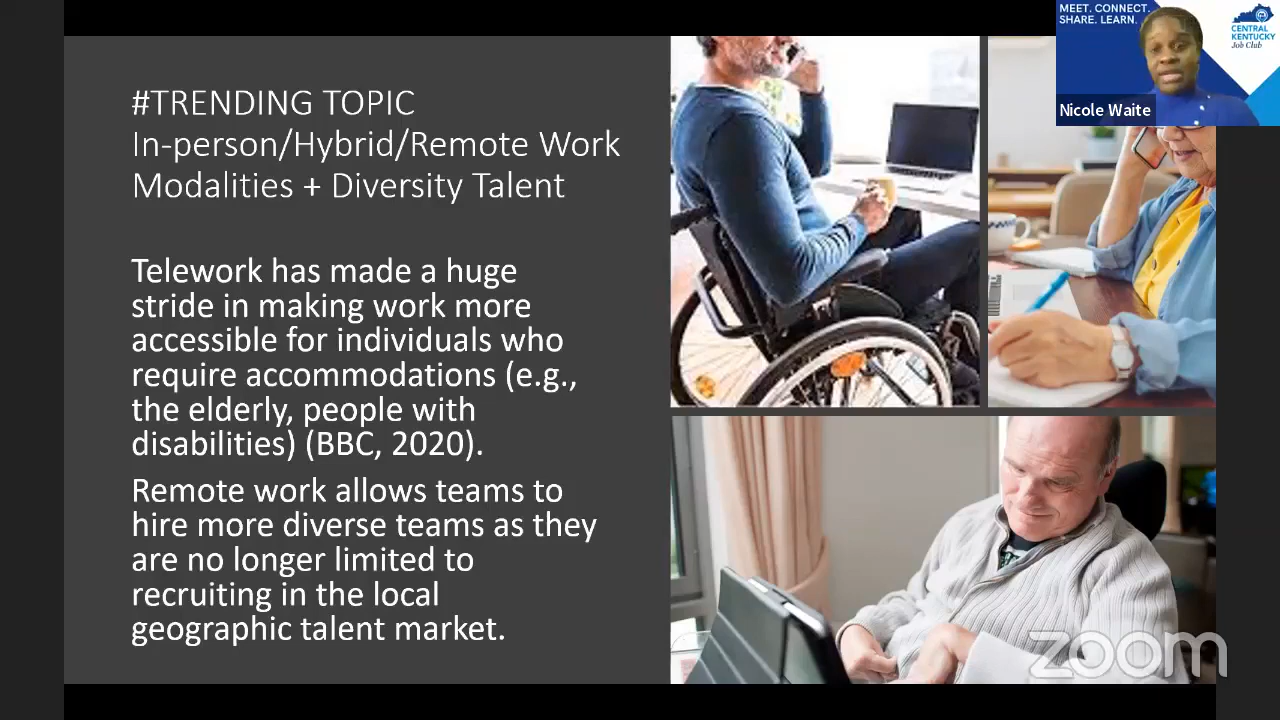 #TRENDING TOPIC
In-person/Hybrid/Remote Work
Modalities + Diversity Talent
Telework has made a huge
stride in making work more
accessible for individuals who
require accommodations (e.g.,
the elderly, people with
disabilities) (BBC, 2020).
Remote work allows teams to
hire more diverse teams as they
are no longer limited to
recruiting in the local
geographic talent market.
MEET. CONNECT.
SHARE. LEARN.
CENTRAL
KENTUCKY
Job Club
Nicole Waite
zoom